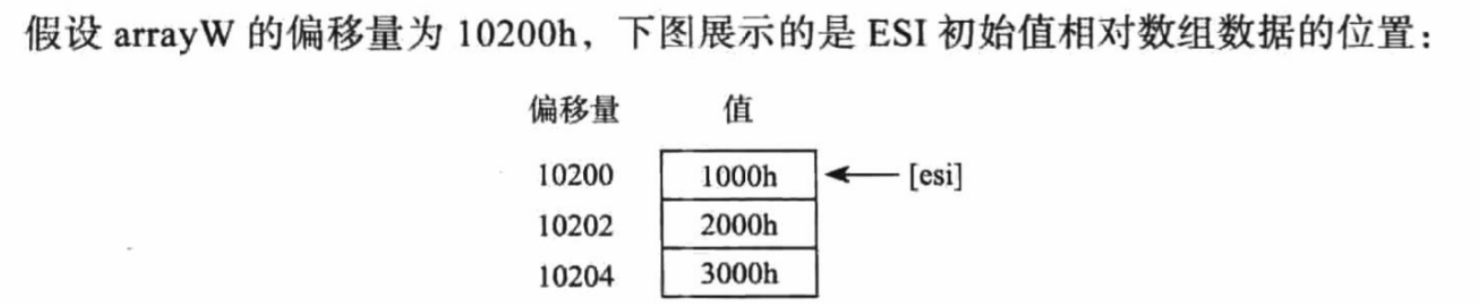 假设 arrayW 的偏移量为 10200h，下图展示的是 ESI 初始值相对数组数据的位置：
偏移量 值
10200 1000h [esi]
10202 2000h
10204 3000h